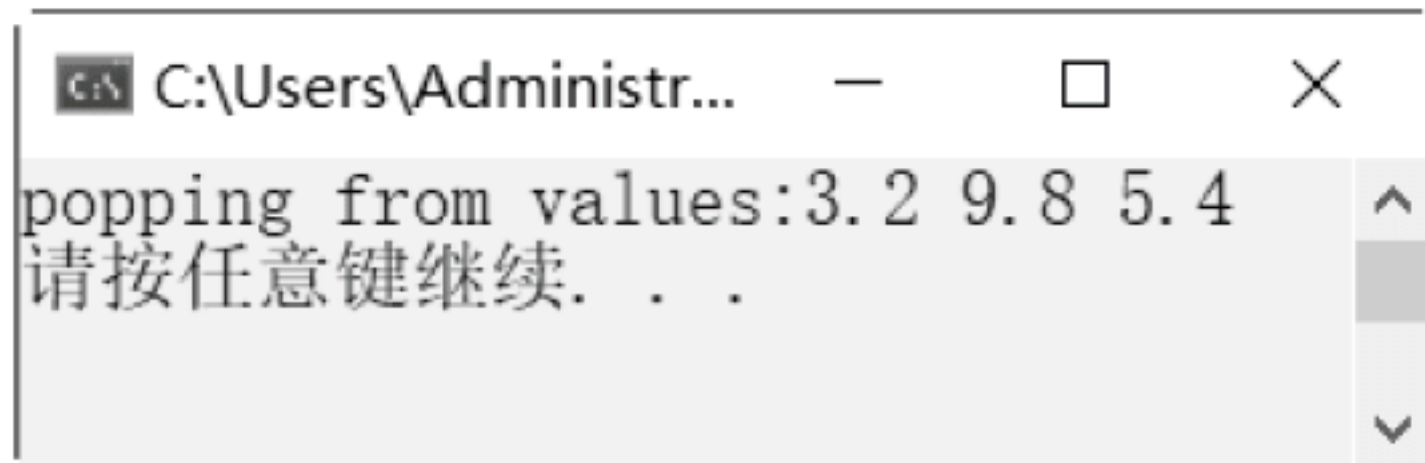 C:\Users\Administr...
popping from values:3.2 9.8 5.4
请按任意键继续. . .